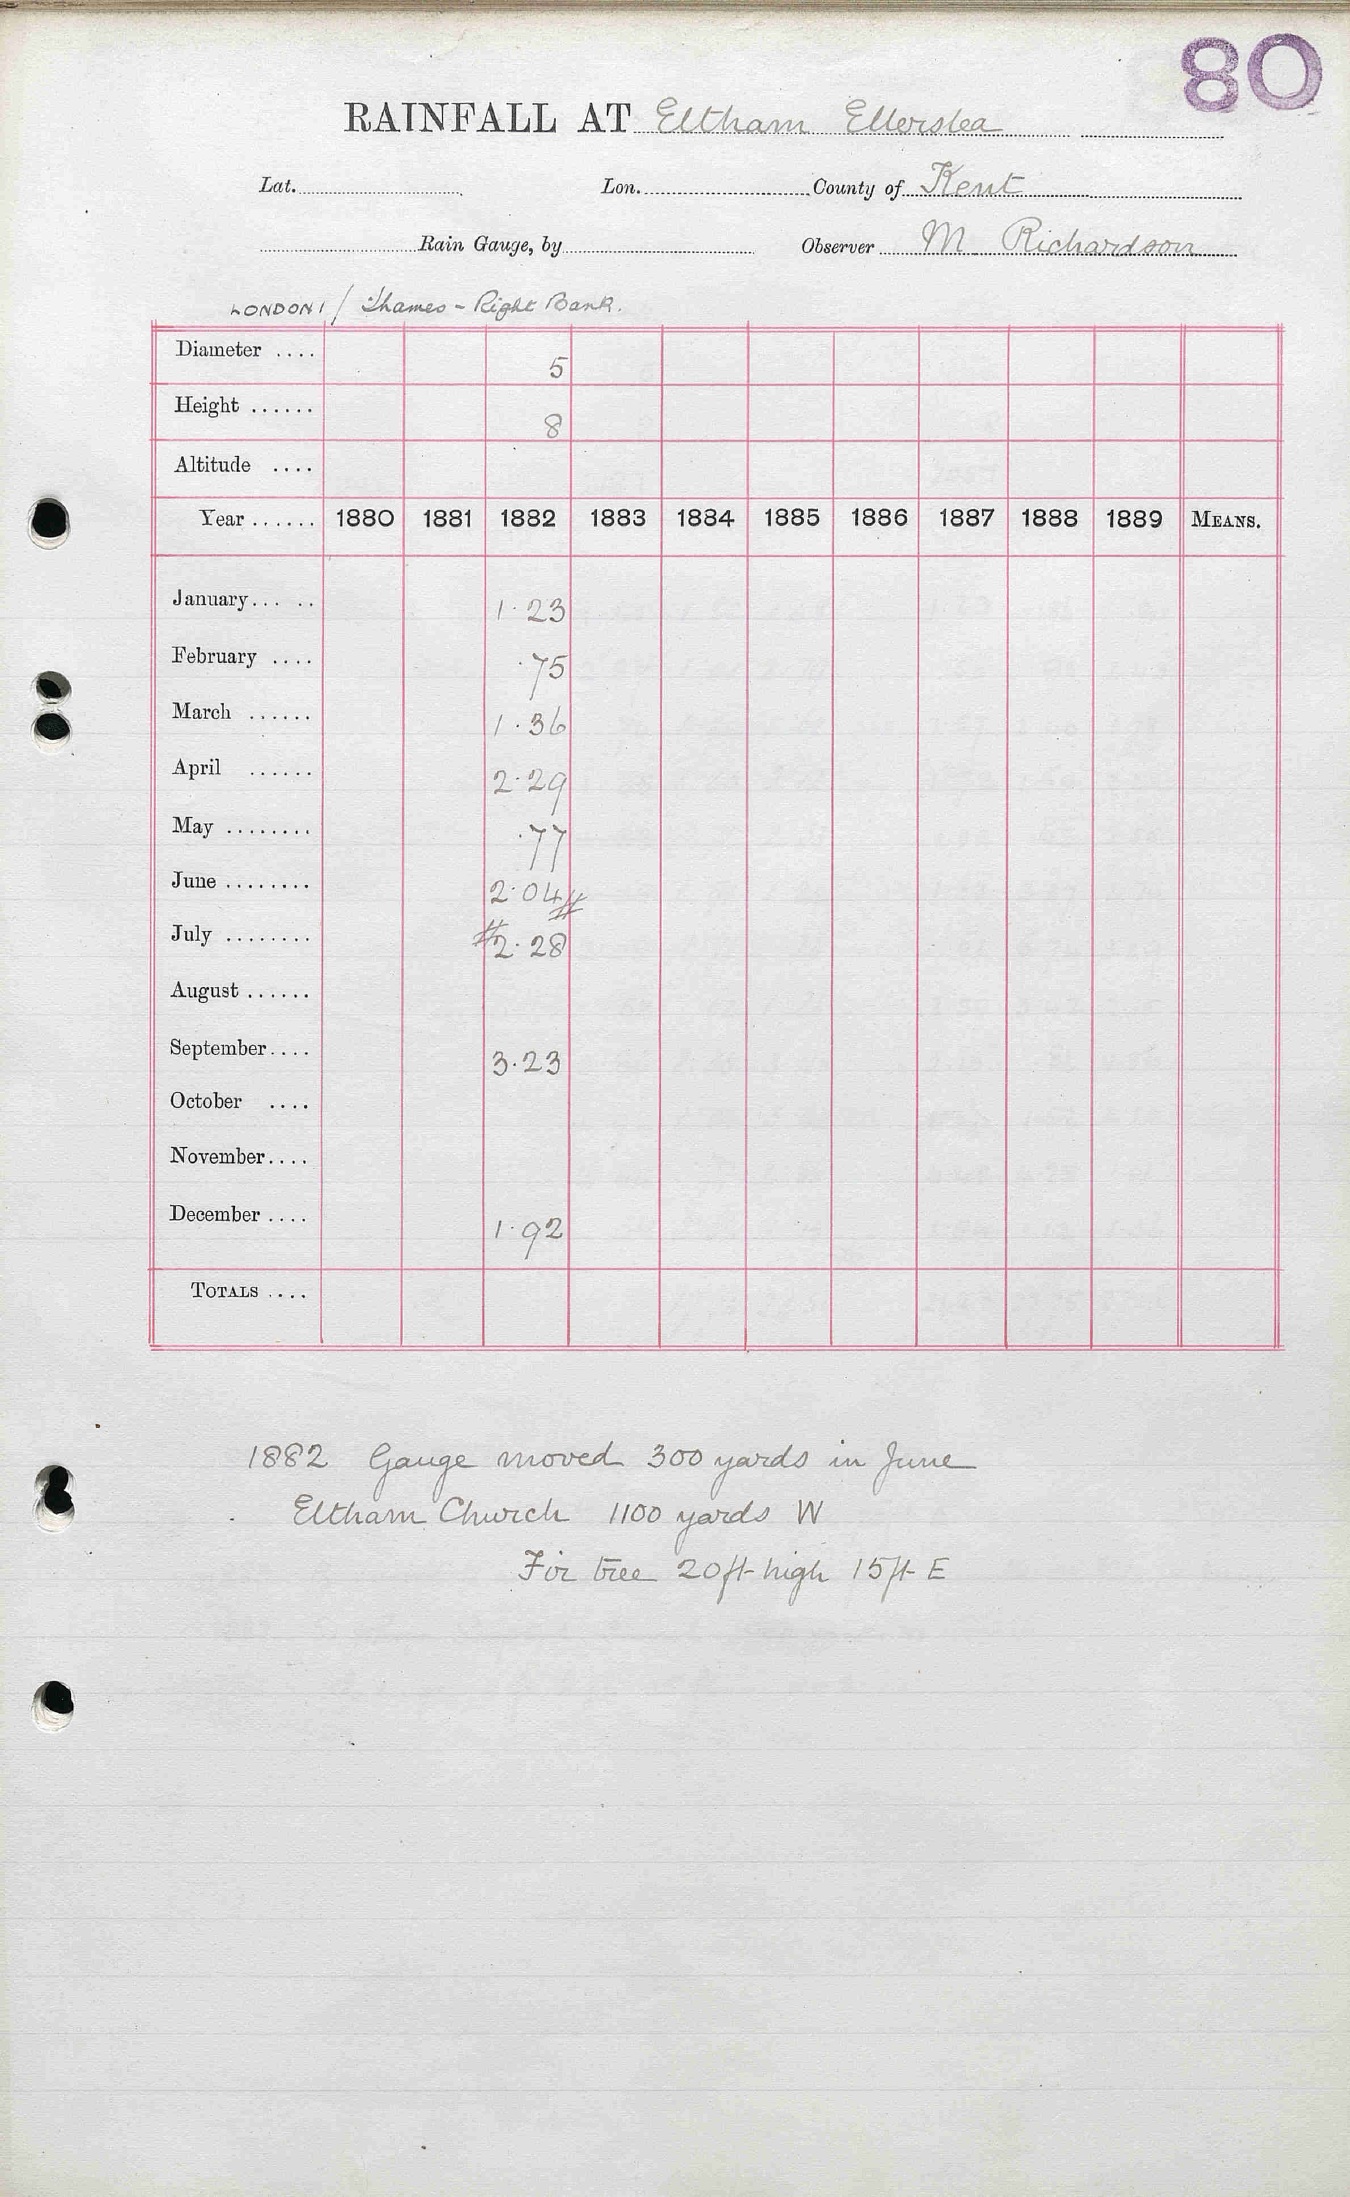 80
RAINFALL AT Eltham Ellerslea
Lat. Lon. County of Kent
Rain Gauge, by Observer M Richardson
LONDON 1 / Thames - Right Bank.
Diameter .... 5
Height ...... 8
Altitude ....
Year ...... 1880 1881 1882 1883 1884 1885 1886 1887 1888 1889 MEANS.
January... .. 1.23
February .... .75
March ...... 1.36
April ...... 2.29
May ........ .77
June ........ 2.04 #
July ........ # 2.28
August ......
September.... 3.23
October ....
November....
December .... 1.92
TOTALS ....
1882 Gauge moved 300 yards in June
Eltham Church 1100 yards W
Fir tree 20ft high 15ft E